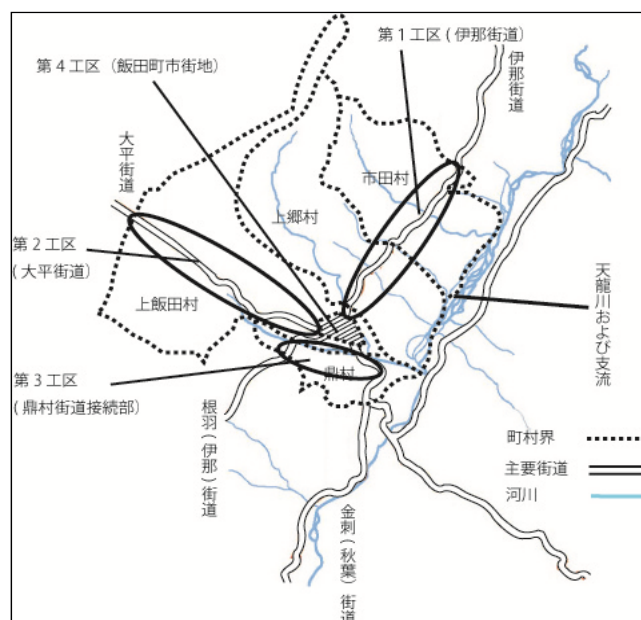 第１工区(伊那街道)
第４工区（飯田町市街地）
伊那街道
大平街道
市田村
上郷村
第２工区
(大平街道)
上飯田村
天龍川および支流
鼎村
第３工区
(鼎村街道接続部)
根羽(伊那)街道
金刺(秋葉)街道
町村界
主要街道
河川